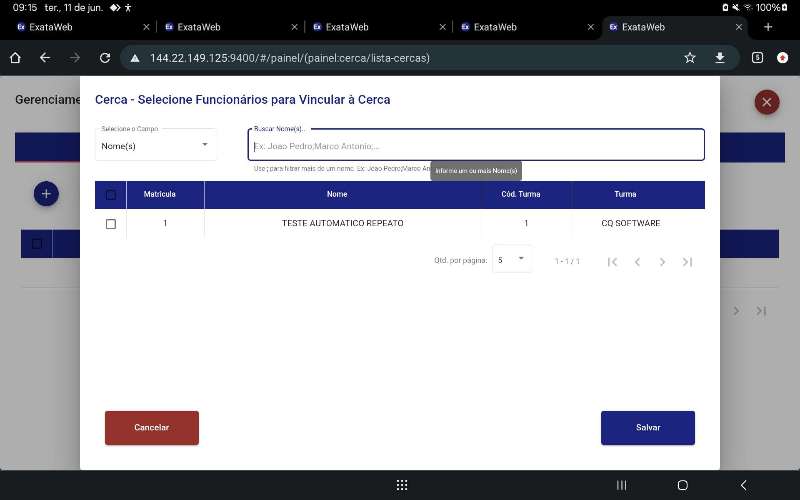 09:15 ter., 11 de jun.
100%
ExataWeb
ExataWeb
ExataWeb
ExataWeb
ExataWeb
144.22.149.125:9400/#/painel/(painel:cerca/lista-cercas)
5
Gerenciame
Cerca - Selecione Funcionários para Vincular à Cerca
Selecione o Campo
Nome(s)
Buscar Nome(s)..
Ex: Joao Pedro;Marco Antonio;...
Use ; para filtrar mais de um nome. Ex: Joao Pedro;Marco An
Informe um ou mais Nome(s)
Matrícula Nome Cód. Turma Turma
1 TESTE AUTOMATICO REPEATO 1 CQ SOFTWARE
Qtd. por página: 5 1 - 1 / 1
Cancelar Salvar